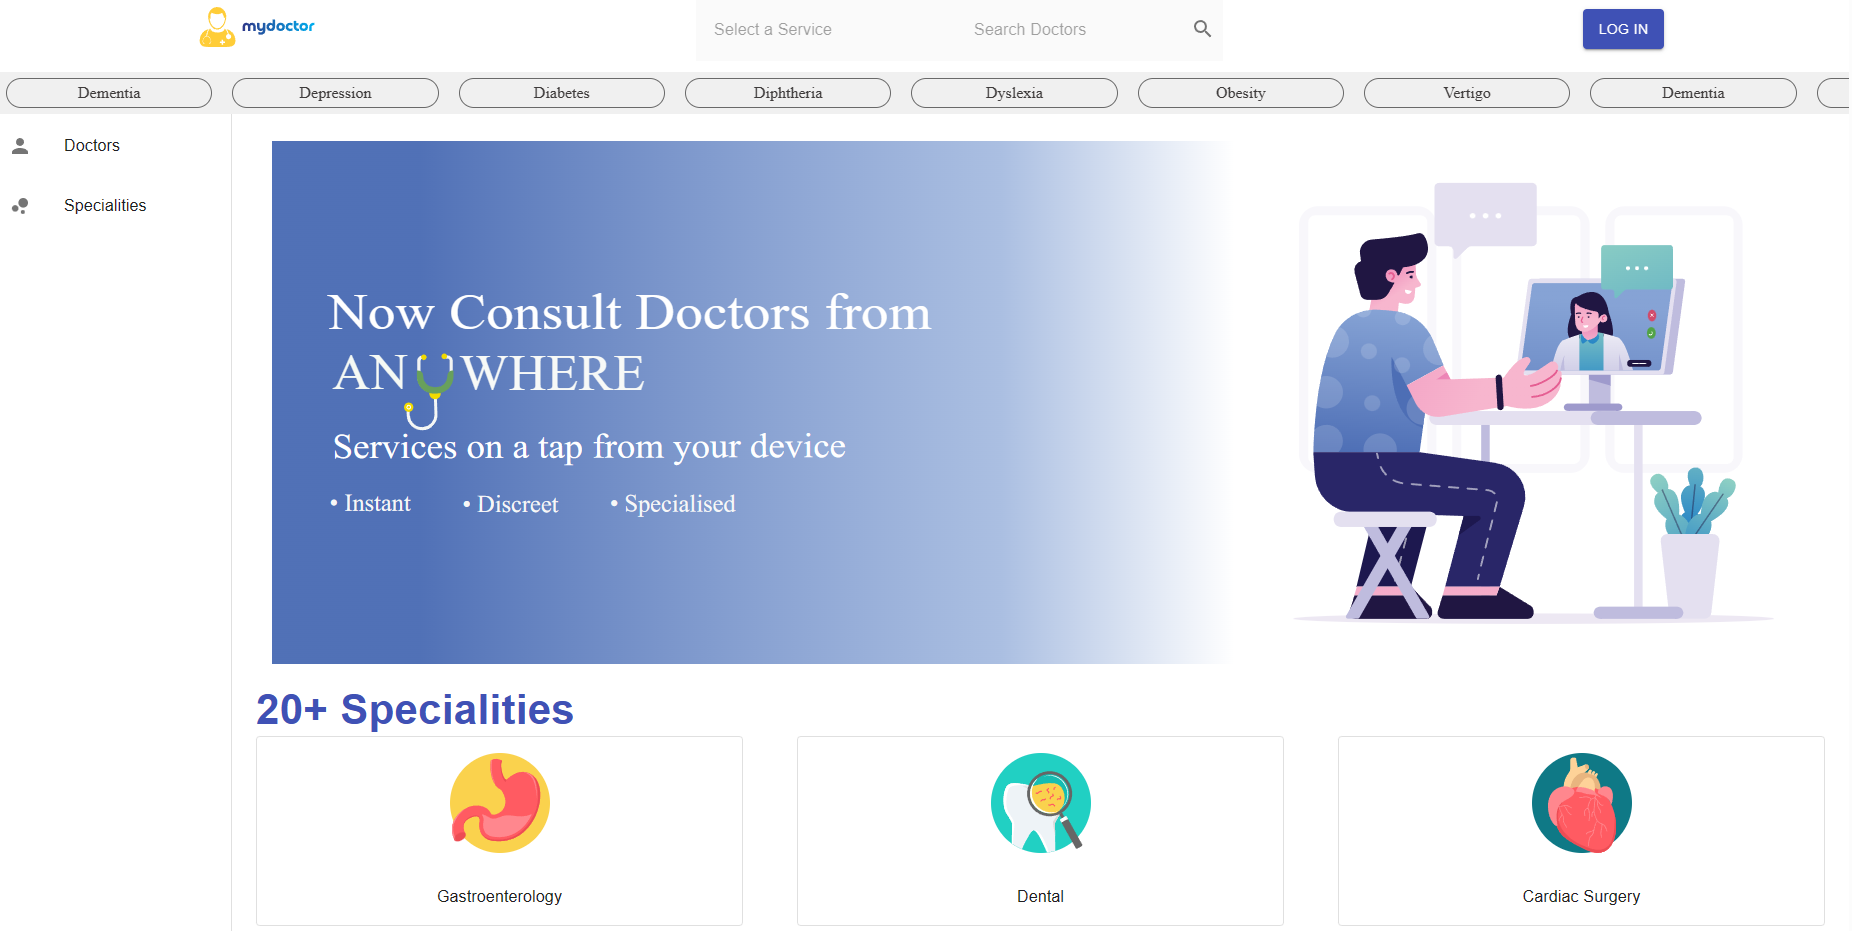 mydoctor
Select a Service
Search Doctors
LOG IN
Dementia
Depression
Diabetes
Diphtheria
Dyslexia
Obesity
Vertigo
Dementia
Doctors
Specialities
Now Consult Doctors from
ANYWHERE
Services on a tap from your device
• Instant • Discreet • Specialised
20+ Specialities
Gastroenterology
Dental
Cardiac Surgery